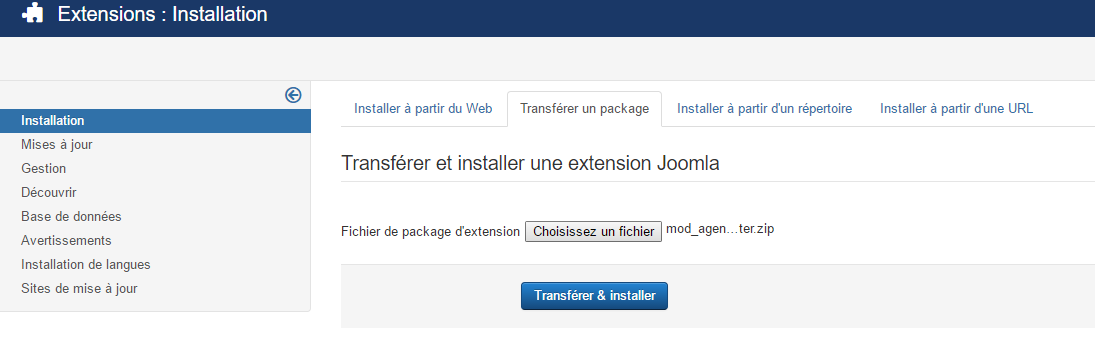 Extensions : Installation
Installation
Mises à jour
Gestion
Découvrir
Base de données
Avertissements
Installation de langues
Sites de mise à jour
Installer à partir du Web
Transférer un package
Installer à partir d'un répertoire
Installer à partir d'une URL
Transférer et installer une extension Joomla
Fichier de package d'extension Choisissez un fichier mod_agen…ter.zip
Transférer & installer